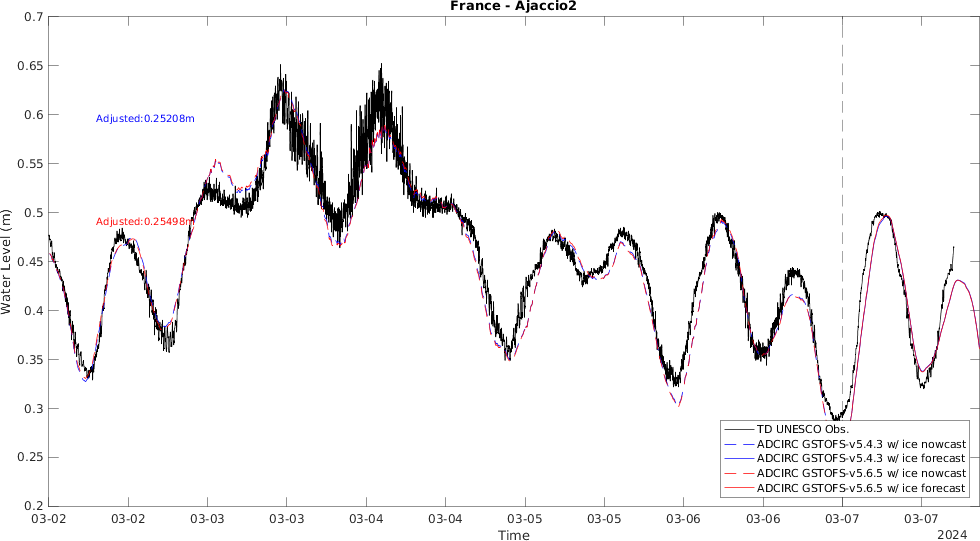 France - Ajaccio2
0.7
0.65
0.6
0.55
0.5
0.45
0.4
0.35
0.3
0.25
0.2
Water Level (m)
Adjusted:0.25208m
Adjusted:0.25498m
TD UNESCO Obs.
ADCIRC GSTOFS-v5.4.3 w/ ice nowcast
ADCIRC GSTOFS-v5.4.3 w/ ice forecast
ADCIRC GSTOFS-v5.6.5 w/ ice nowcast
ADCIRC GSTOFS-v5.6.5 w/ ice forecast
03-02 03-02 03-03 03-03 03-04 03-04 03-05 03-05 03-06 03-06 03-07 03-07
Time
2024